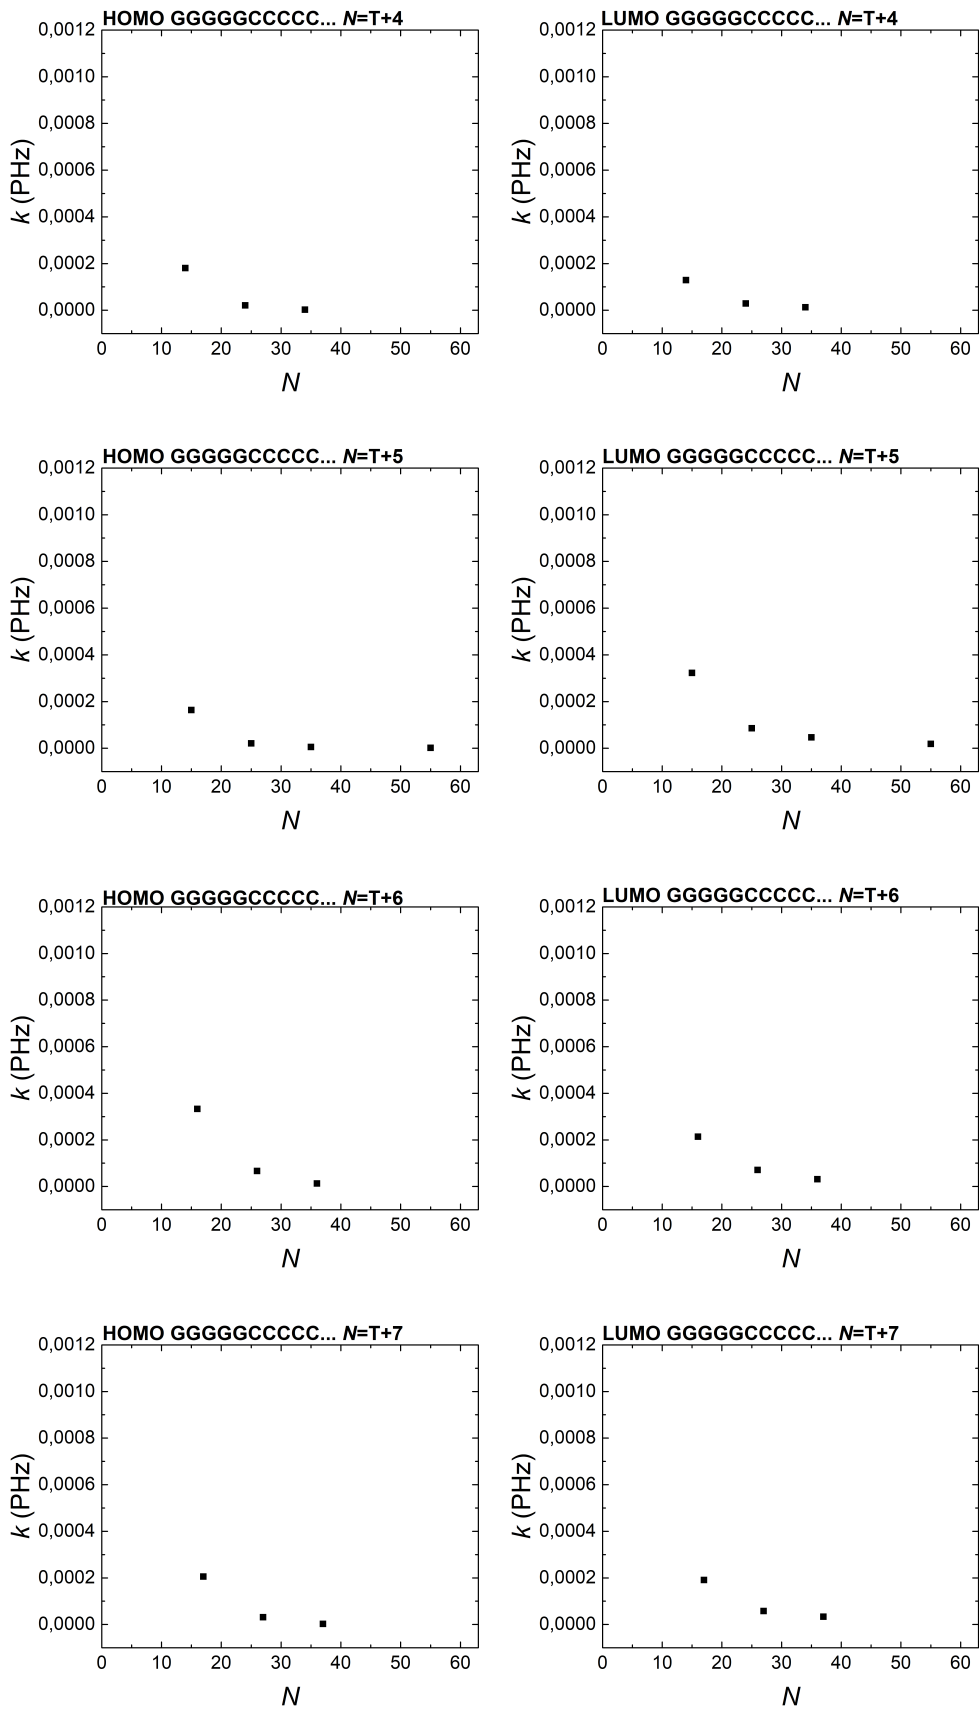 HOMO GGGGGCCCCC... N=T+4
0,0012
0,0010
0,0008
0,0006
0,0004
0,0002
0,0000
k (PHz)
0 10 20 30 40 50 60
N
LUMO GGGGGCCCCC... N=T+4
0,0012
0,0010
0,0008
0,0006
0,0004
0,0002
0,0000
k (PHz)
0 10 20 30 40 50 60
N
HOMO GGGGGCCCCC... N=T+5
0,0012
0,0010
0,0008
0,0006
0,0004
0,0002
0,0000
k (PHz)
0 10 20 30 40 50 60
N
LUMO GGGGGCCCCC... N=T+5
0,0012
0,0010
0,0008
0,0006
0,0004
0,0002
0,0000
k (PHz)
0 10 20 30 40 50 60
N
HOMO GGGGGCCCCC... N=T+6
0,0012
0,0010
0,0008
0,0006
0,0004
0,0002
0,0000
k (PHz)
0 10 20 30 40 50 60
N
LUMO GGGGGCCCCC... N=T+6
0,0012
0,0010
0,0008
0,0006
0,0004
0,0002
0,0000
k (PHz)
0 10 20 30 40 50 60
N
HOMO GGGGGCCCCC... N=T+7
0,0012
0,0010
0,0008
0,0006
0,0004
0,0002
0,0000
k (PHz)
0 10 20 30 40 50 60
N
LUMO GGGGGCCCCC... N=T+7
0,0012
0,0010
0,0008
0,0006
0,0004
0,0002
0,0000
k (PHz)
0 10 20 30 40 50 60
N